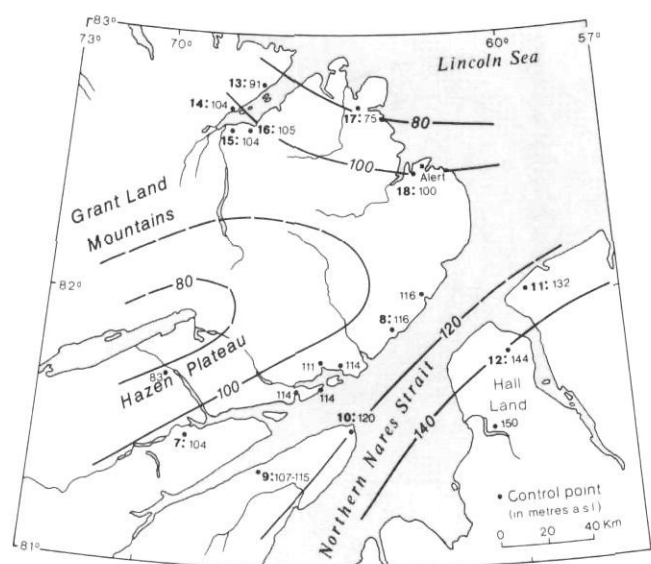 83°
73°
70°
60°
57°
Lincoln Sea
13: 91
14: 104
16: 105
15: 104
17: 75
80
100
Alert
18: 100
Grant Land
Mountains
82
80
116
8: 116
120
11: 132
12: 144
Hall
Land
150
Hazen Plateau
83
100
111
114
114
114
10: 120
7: 104
9: 107-115
140
Northern Nares Strait
81°
• Control point
(in metres a s l)
0 20 40 Km